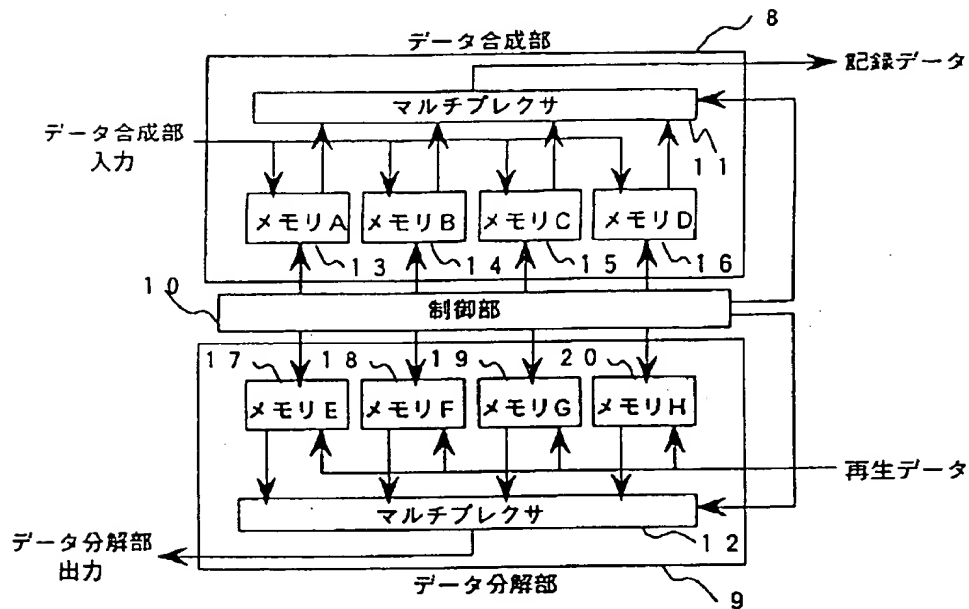 データ合成部
8
記録データ
マルチプレクサ
データ合成部
入力
11
メモリA
メモリB
メモリC
メモリD
13
14
15
16
10
制御部
17
18
19
20
メモリE
メモリF
メモリG
メモリH
再生データ
マルチプレクサ
データ分解部
出力
12
データ分解部
9